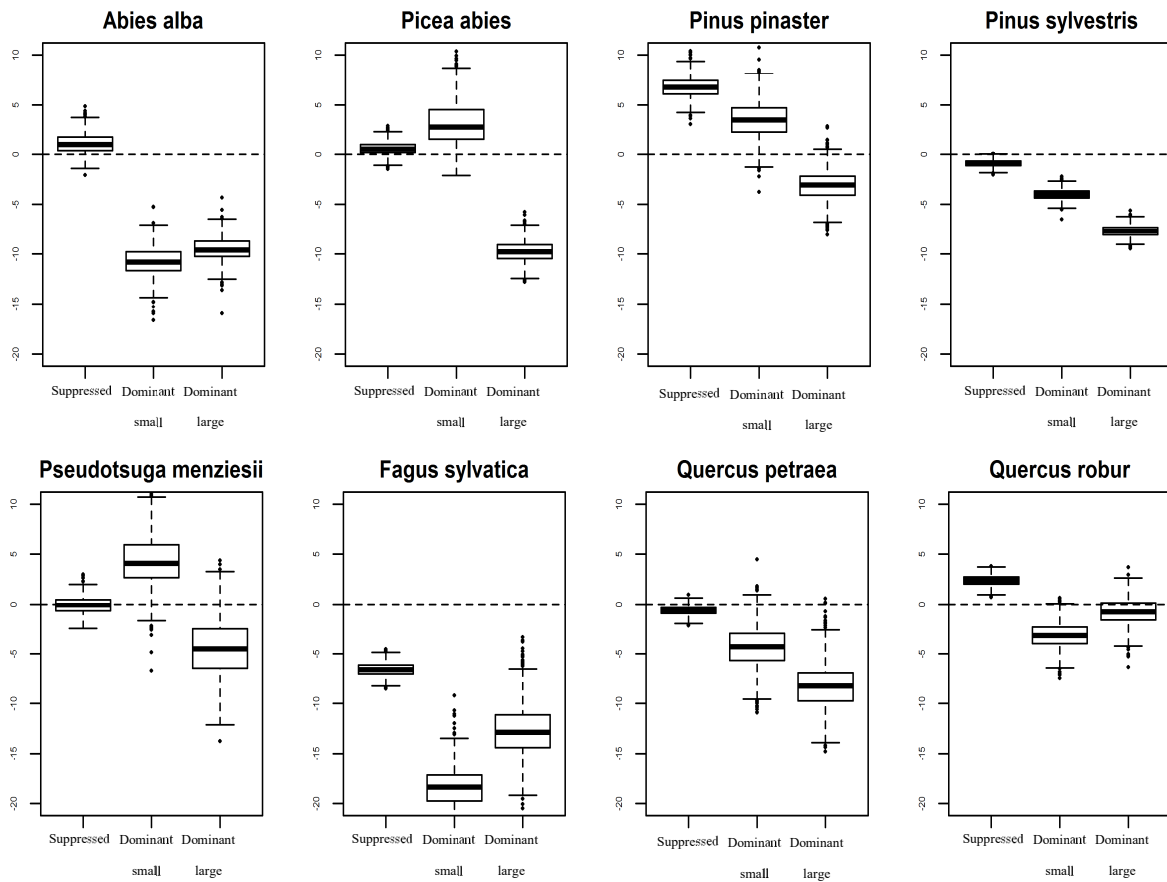 Abies alba
Picea abies
Pinus pinaster
Pinus sylvestris
10
5
0
-5
-10
-15
-20
10
5
0
-5
-10
-15
-20
10
5
0
-5
-10
-15
-20
10
5
0
-5
-10
-15
-20
Suppressed Dominant Dominant
small large
Suppressed Dominant Dominant
small large
Suppressed Dominant Dominant
small large
Suppressed Dominant Dominant
small large
Pseudotsuga menziesii
Fagus sylvatica
Quercus petraea
Quercus robur
10
5
0
-5
-10
-15
-20
10
5
0
-5
-10
-15
-20
10
5
0
-5
-10
-15
-20
10
5
0
-5
-10
-15
-20
Suppressed Dominant Dominant
small large
Suppressed Dominant Dominant
small large
Suppressed Dominant Dominant
small large
Suppressed Dominant Dominant
small large